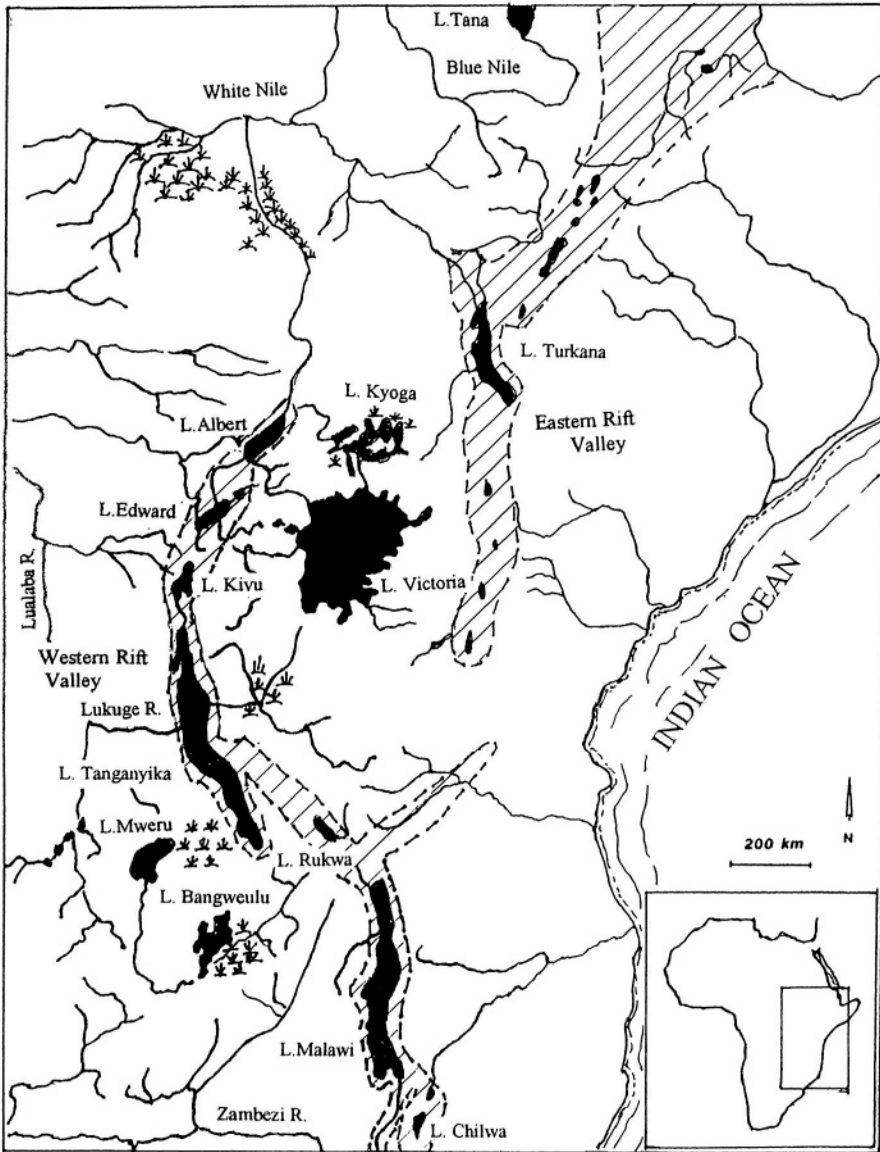 L.Tana
Blue Nile
White Nile
L. Turkana
L. Kyoga
L.Albert
Eastern Rift
Valley
L.Edward
Lualaba R.
L. Kivu
L. Victoria
INDIAN OCEAN
Western Rift
Valley
Lukuge R.
L. Tanganyika
L.Mweru
200 km
N
L. Rukwa
L. Bangweulu
L.Malawi
Zambezi R.
L. Chilwa